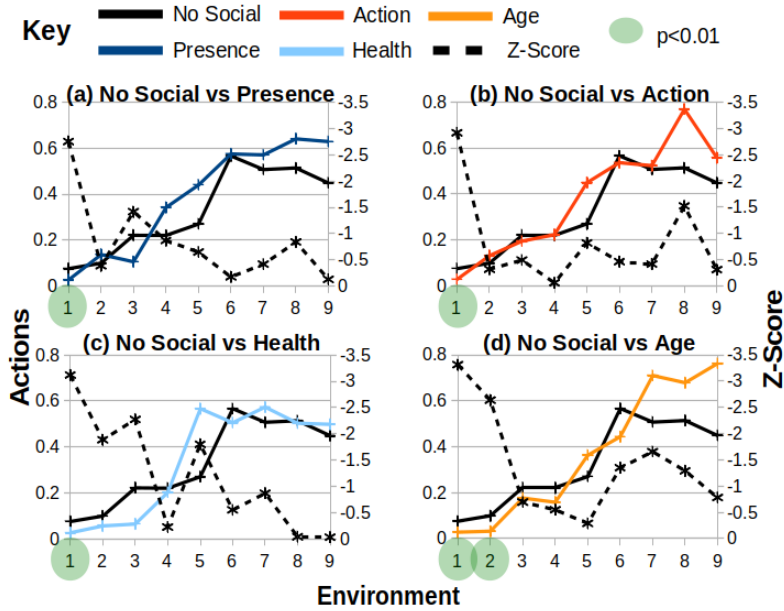 Key
No Social
Action
Age
Presence
Health
Z-Score
p<0.01
(a) No Social vs Presence
0.8
0.6
0.4
0.2
0
-3.5
-3
-2.5
-2
-1.5
-1
-0.5
0
1 2 3 4 5 6 7 8 9
(b) No Social vs Action
0.8
0.6
0.4
0.2
0
-3.5
-3
-2.5
-2
-1.5
-1
-0.5
0
1 2 3 4 5 6 7 8 9
(c) No Social vs Health
0.8
0.6
0.4
0.2
0
-3.5
-3
-2.5
-2
-1.5
-1
-0.5
0
1 2 3 4 5 6 7 8 9
(d) No Social vs Age
0.8
0.6
0.4
0.2
0
-3.5
-3
-2.5
-2
-1.5
-1
-0.5
0
1 2 3 4 5 6 7 8 9
Actions
Z-Score
Environment